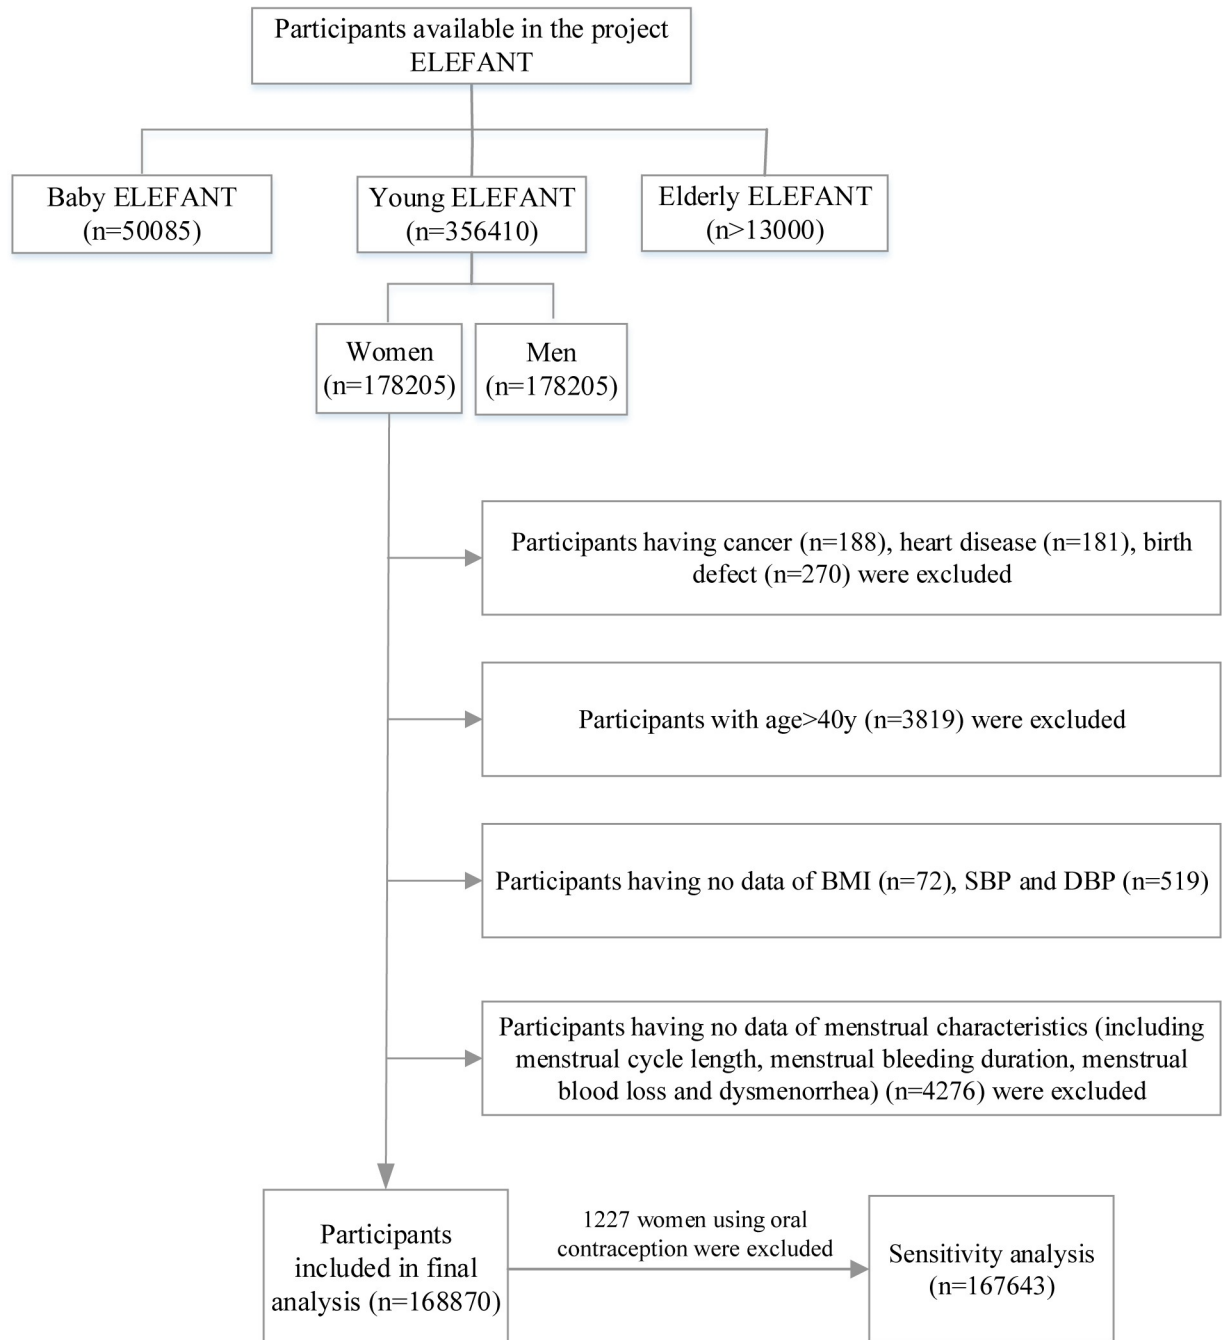 Participants available in the project
ELEFANT
Baby ELEFANT
(n=50085)
Young ELEFANT
(n=356410)
Elderly ELEFANT
(n>13000)
Women
(n=178205)
Men
(n=178205)
Participants having cancer (n=188), heart disease (n=181), birth
defect (n=270) were excluded
Participants with age>40y (n=3819) were excluded
Participants having no data of BMI (n=72), SBP and DBP (n=519)
Participants having no data of menstrual characteristics (including
menstrual cycle length, menstrual bleeding duration, menstrual
blood loss and dysmenorrhea) (n=4276) were excluded
Participants
included in final
analysis (n=168870)
1227 women using oral
contraception were excluded
Sensitivity analysis
(n=167643)